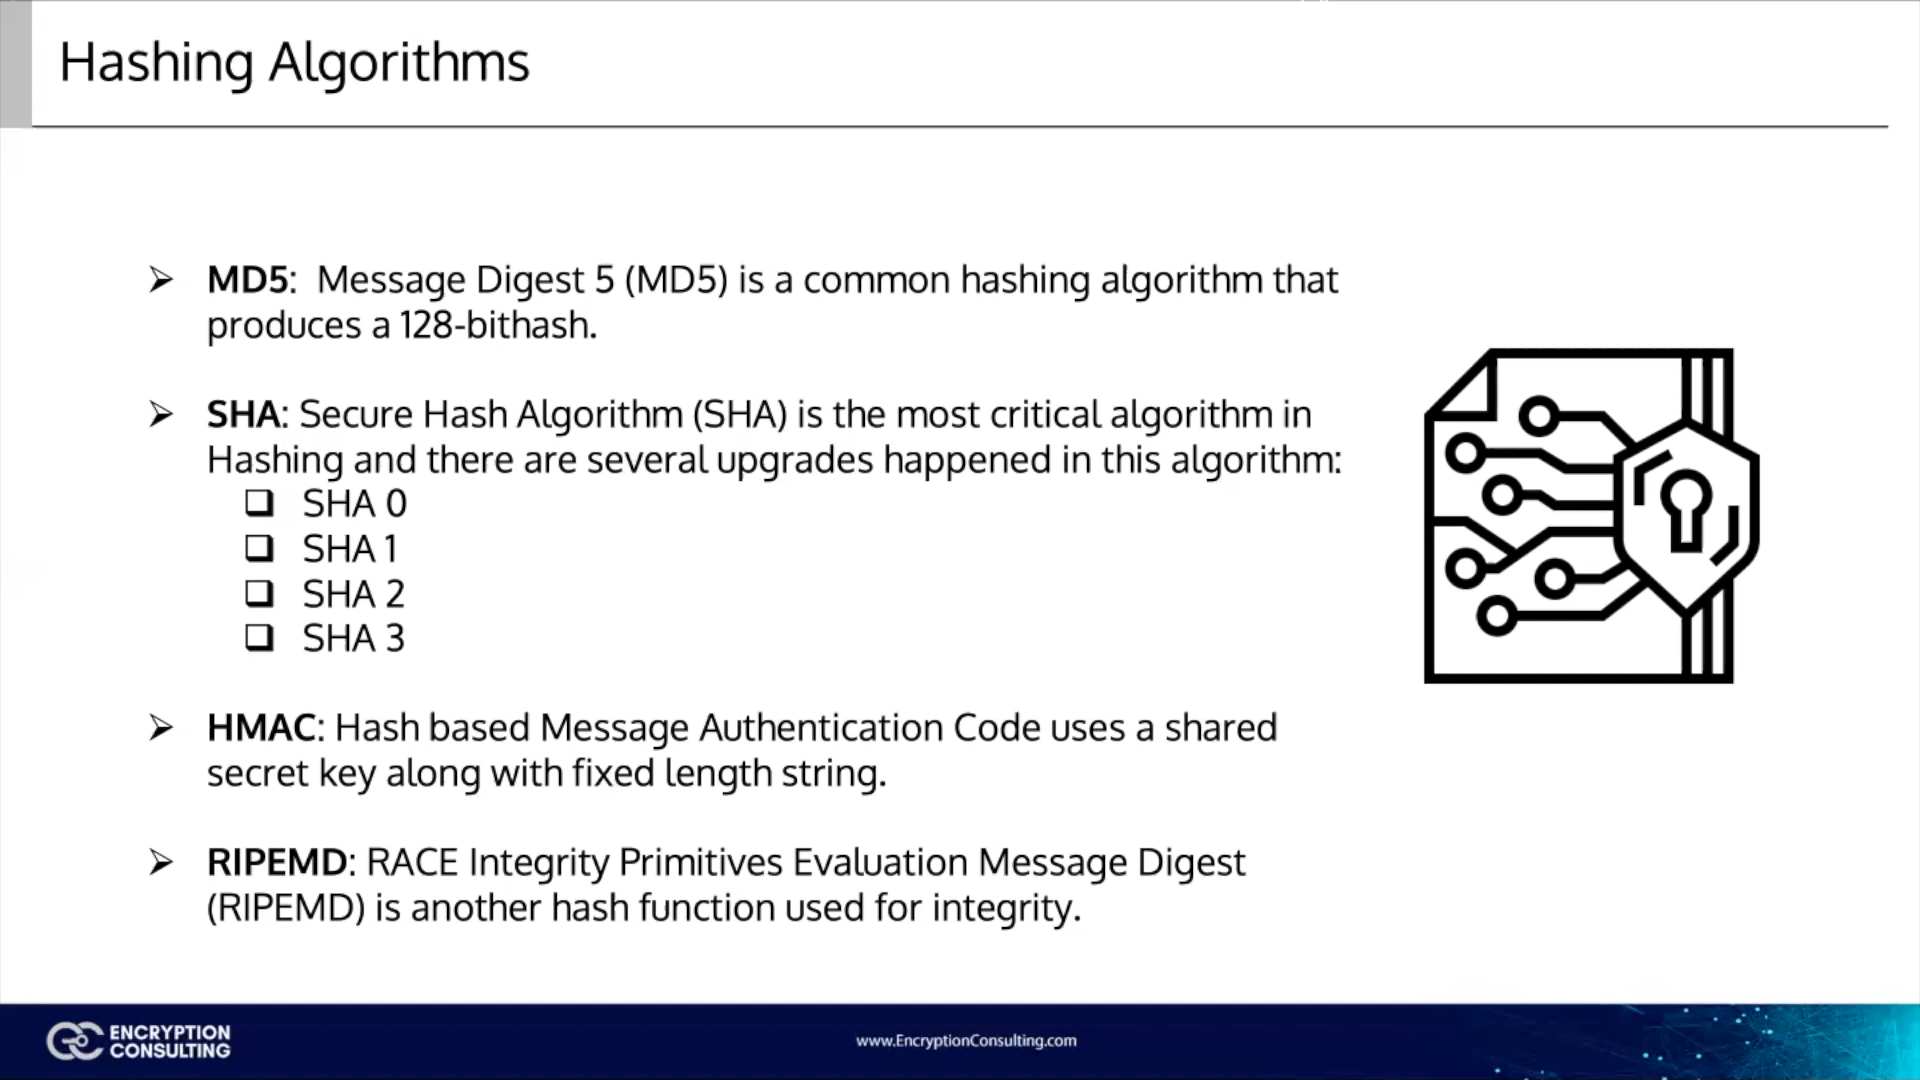 Hashing Algorithms
➢ MD5:  Message Digest 5 (MD5) is a common hashing algorithm that
produces a 128-bithash.
➢ SHA: Secure Hash Algorithm (SHA) is the most critical algorithm in
Hashing and there are several upgrades happened in this algorithm:
❑ SHA 0
❑ SHA 1
❑ SHA 2
❑ SHA 3
➢ HMAC: Hash based Message Authentication Code uses a shared
secret key along with fixed length string.
➢ RIPEMD: RACE Integrity Primitives Evaluation Message Digest
(RIPEMD) is another hash function used for integrity.
ENCRYPTION
CONSULTING
www.EncryptionConsulting.com